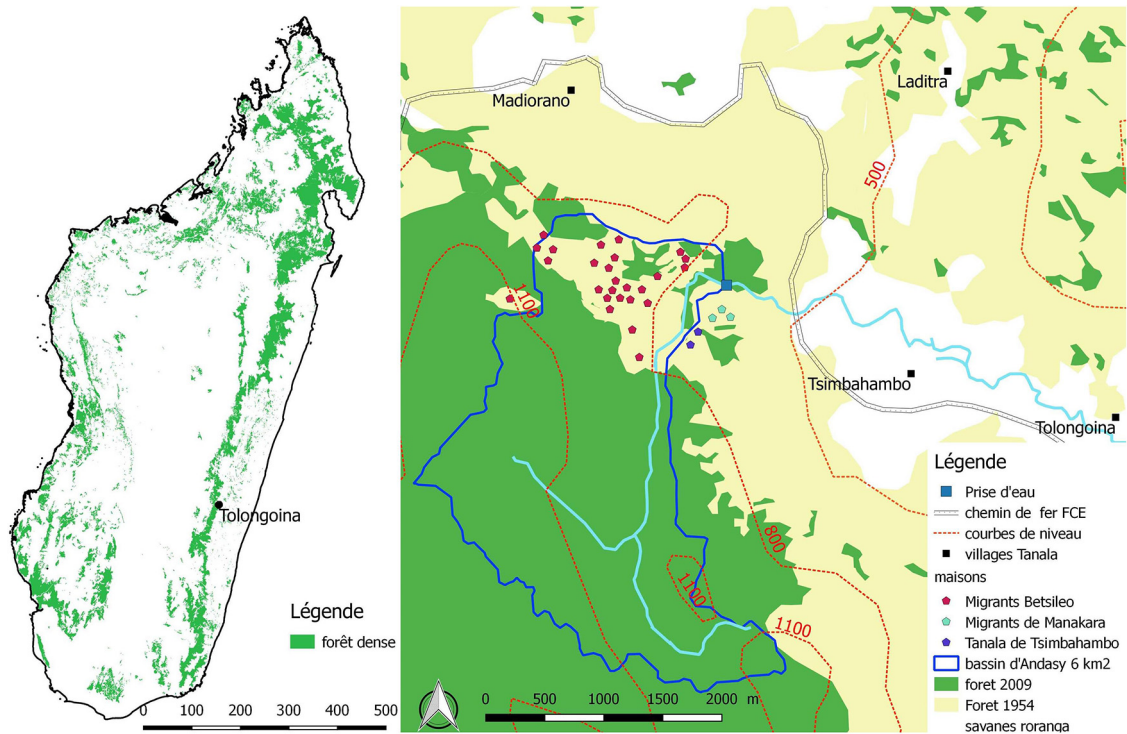 Tolongoina
Légende
forêt dense
0 100 200 300 400 500
Madiorano
Laditra
500
1100
Tsimbahambo
Tolongoina
800
1100
1100
0 500 1000 1500 2000 m
Légende
Prise d'eau
chemin de fer FCE
courbes de niveau
villages Tanala
maisons
Migrants Betsileo
Migrants de Manakara
Tanala de Tsimbahambo
bassin d'Andasy 6 km2
foret 2009
Foret 1954
savanes roranga